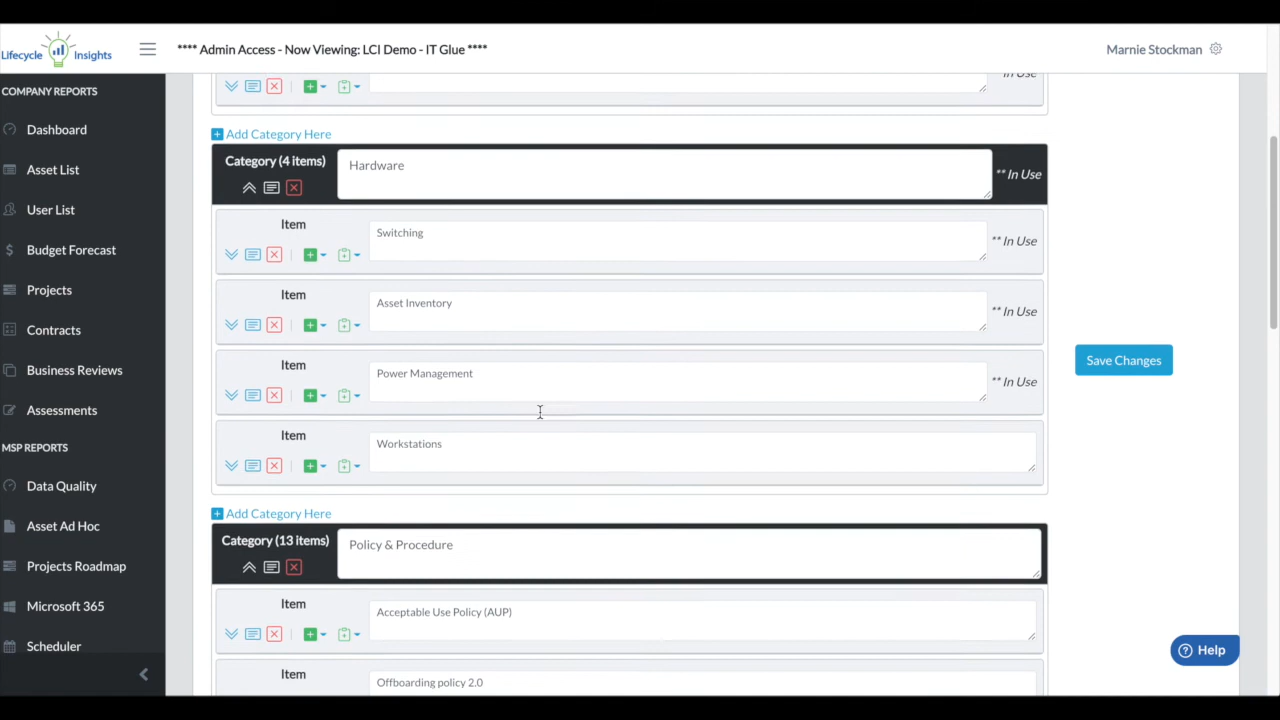 Lifecycle Insights
**** Admin Access - Now Viewing: LCI Demo - IT Glue ****
Marnie Stockman
COMPANY REPORTS
Dashboard
Asset List
User List
Budget Forecast
Projects
Contracts
Business Reviews
Assessments
MSP REPORTS
Data Quality
Asset Ad Hoc
Projects Roadmap
Microsoft 365
Scheduler
In Use
Add Category Here
Category (4 items)
Hardware
** In Use
Item
Switching
** In Use
Item
Asset Inventory
** In Use
Item
Power Management
** In Use
Item
Workstations
Add Category Here
Category (13 items)
Policy & Procedure
Item
Acceptable Use Policy (AUP)
Item
Offboarding policy 2.0
Save Changes
Help